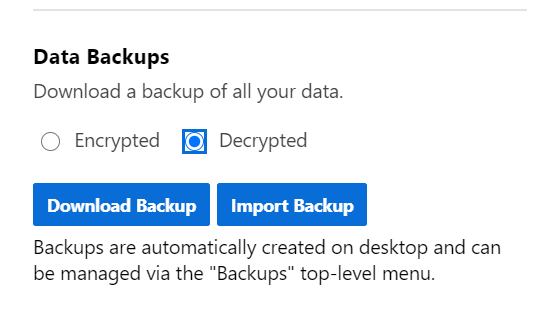 Data Backups
Download a backup of all your data.
Encrypted Decrypted
Download Backup Import Backup
Backups are automatically created on desktop and can
be managed via the "Backups" top-level menu.